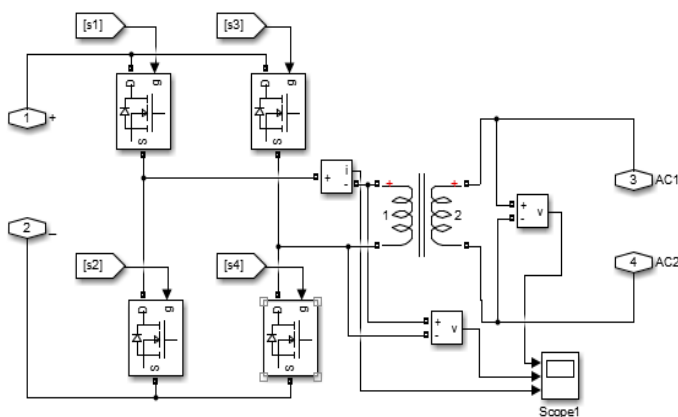 [s1]
[s3]
D
g
S
D
g
S
1
+
i
+
-
+
+
1
2
3
AC1
+
-
v
2
_
[s2]
[s4]
D
g
S
D
g
S
4
AC2
+
-
v
Scope1